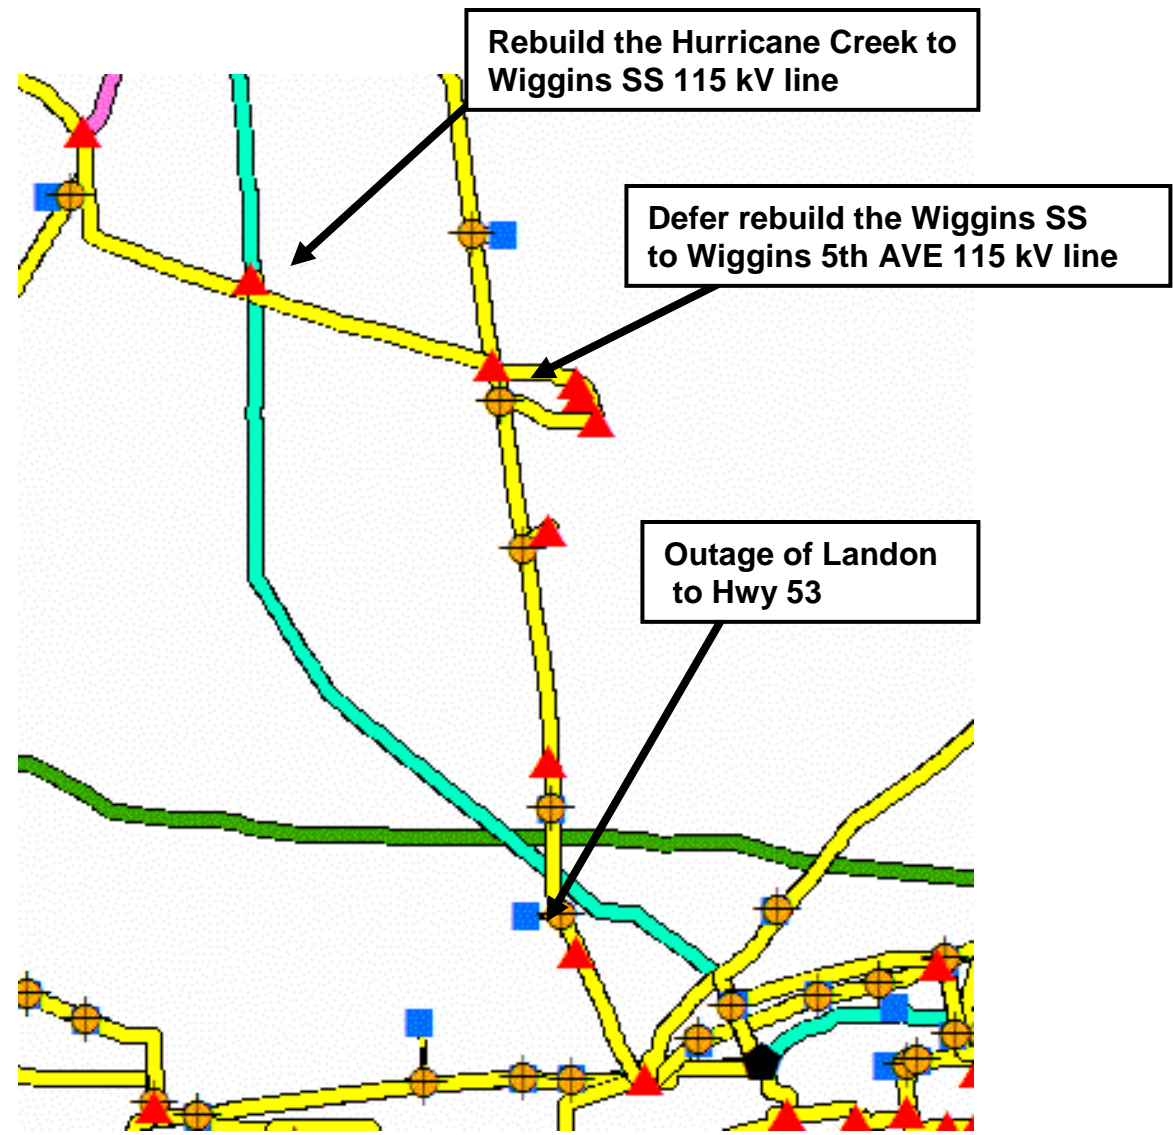 Rebuild the Hurricane Creek to
Wiggins SS 115 kV line
Defer rebuild the Wiggins SS
to Wiggins 5th AVE 115 kV line
Outage of Landon
to Hwy 53